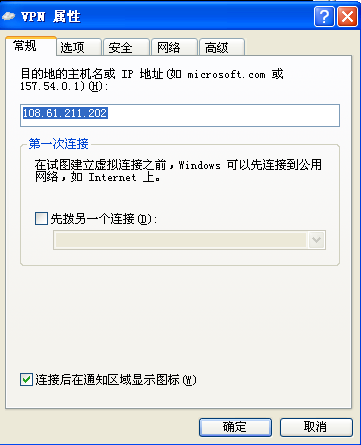 VPN 属性
常规 选项 安全 网络 高级
目的地的主机名或 IP 地址(如 microsoft.com 或
157.54.0.1)(H):
108.61.211.202
第一次连接
在试图建立虚拟连接之前，Windows 可以先连接到公用
网络，如 Internet 上。
先拨另一个连接(D):
连接后在通知区域显示图标(W)
确定 取消